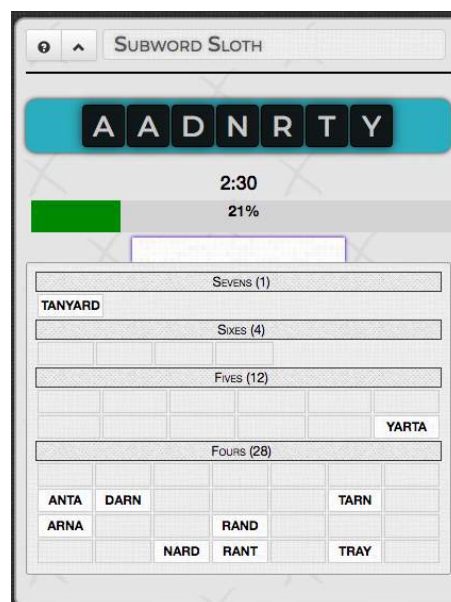 SUBWORD SLOTH
A A D N R T Y
2:30
21%
SEVENS (1)
TANYARD
SIXES (4)
FIVES (12)
YARTA
FOURS (28)
ANTA DARN TARN
ARNA RAND
NARD RANT TRAY